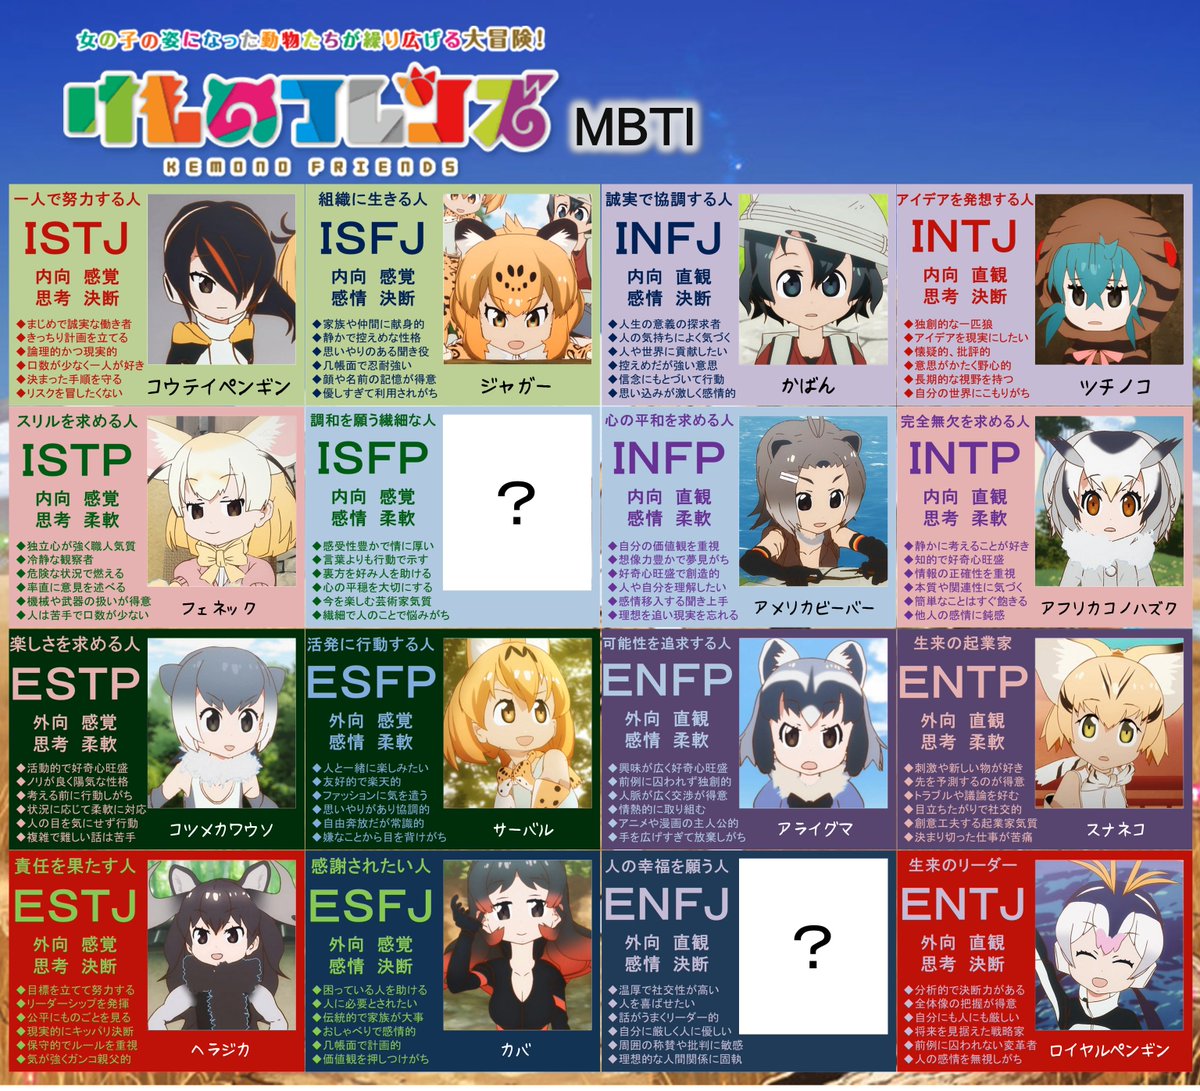 女の子の姿になった動物たちが繰り広げる大冒険!
けものフレンズ MBTI
KEMONO FRIENDS
一人で努力する人
ISTJ
内向 感覚
思考 決断
◆まじめで誠実な働き者
◆きっちり計画を立てる
◆論理的かつ現実的
◆口数が少なく一人が好き
◆決まった手順を守る
◆リスクを冒したくない
コウテイペンギン
組織に生きる人
ISFJ
内向 感覚
感情 決断
◆家族や仲間に献身的
◆静かで控えめな性格
◆思いやりのある聞き役
◆几帳面で忍耐強い
◆顔や名前の記憶が得意
◆優しすぎて利用されがち
ジャガー
誠実で協調する人
INFJ
内向 直観
感情 決断
◆人生の意義の探求者
◆人の気持ちによく気づく
◆人や世界に貢献したい
◆控えめだが強い意思
◆信念にもとづいて行動
◆思い込みが激しく感情的
かばん
アイデアを発想する人
INTJ
内向 直観
思考 決断
◆独創的な一匹狼
◆アイデアを現実にしたい
◆懐疑的、批評的
◆意思がかたく野心的
◆長期的な視野を持つ
◆自分の世界にこもりがち
ツチノコ
スリルを求める人
ISTP
内向 感覚
思考 柔軟
◆独立心が強く職人気質
◆冷静な観察者
◆危険な状況で燃える
◆率直に意見を述べる
◆機械や武器の扱いが得意
◆人は苦手で口数が少ない
フェネック
調和を願う繊細な人
ISFP
内向 感覚
感情 柔軟
◆感受性豊かで情に厚い
◆言葉よりも行動で示す
◆裏方を好み人を助ける
◆心の平穏を大切にする
◆今を楽しむ芸術家気質
◆繊細で人のことで悩みがち
?
心の平和を求める人
INFP
内向 直観
感情 柔軟
◆自分の価値観を重視
◆想像力豊かで夢見がち
◆好奇心旺盛で創造的
◆人や自分を理解したい
◆感情移入する聞き上手
◆理想を追い現実を忘れる
アメリカビーバー
完全無欠を求める人
INTP
内向 直観
思考 柔軟
◆静かに考えることが好き
◆知的で好奇心旺盛
◆情報の正確性を重視
◆本質や関連性に気づく
◆簡単なことはすぐ飽きる
◆他人の感情に鈍感
アフリカコノハズク
楽しさを求める人
ESTP
外向 感覚
思考 柔軟
◆活動的で好奇心旺盛
◆ノリが良く陽気な性格
◆考える前に行動しがち
◆状況に応じて柔軟に対応
◆人の目を気にせず行動
◆複雑で難しい話は苦手
コツメカワウソ
活発に行動する人
ESFP
外向 感覚
感情 柔軟
◆人と一緒に楽しみたい
◆友好的で楽天的
◆ファッションに気を遣う
◆思いやりがあり協調的
◆自由奔放だが常識的
◆嫌なことから目を背けがち
サーバル
可能性を追求する人
ENFP
外向 直観
感情 柔軟
◆興味が広く好奇心旺盛
◆前例に囚われず独創的
◆人脈が広く交渉が得意
◆情熱的に取り組む
◆アニメや漫画の主人公的
◆手を広げすぎて放棄しがち
アライグマ
生来の起業家
ENTP
外向 直観
思考 柔軟
◆刺激や新しい物が好き
◆先を予測するのが得意
◆トラブルや議論を好む
◆目立ちたがりで社交的
◆創意工夫する起業家気質
◆決まり切った仕事が苦痛
スナネコ
責任を果たす人
ESTJ
外向 感覚
思考 決断
◆目標を立てて努力する
◆リーダーシップを発揮
◆公平にものごとを見る
◆現実的にキッパリ決断
◆保守的でルールを重視
◆気が強くガンコ親父的
ヘラジカ
感謝されたい人
ESFJ
外向 感覚
感情 決断
◆困っている人を助ける
◆人に必要とされたい
◆伝統的で家族が大事
◆おしゃべりで感情的
◆几帳面で計画的
◆価値観を押しつけがち
カバ
人の幸福を願う人
ENFJ
外向 直観
感情 決断
◆温厚で社交性が高い
◆人を喜ばせたい
◆話がうまくリーダー的
◆自分に厳しく人に優しい
◆周囲の称賛や批判に敏感
◆理想的な人間関係に固執
?
生来のリーダー
ENTJ
外向 直観
思考 決断
◆分析的で決断力がある
◆全体像の把握が得意
◆自分にも人にも厳しい
◆将来を見据えた戦略家
◆前例に囚われない変革者
◆人の感情を無視しがち
ロイヤルペンギン